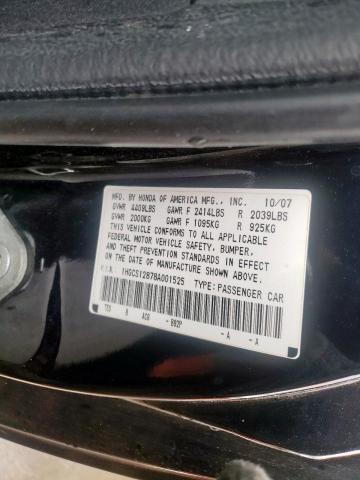 MFD. BY HONDA OF AMERICA MFG., INC. 10/07
GVWR 4409LBS GAWR F 2414LBS R 2039LBS
GVWR 2000KG GAWR F 1095KG R 925KG
THIS VEHICLE CONFORMS TO ALL APPLICABLE
FEDERAL MOTOR VEHICLE SAFETY, BUMPER,
AND THEFT PREVENTION STANDARDS IN EFFECT
ON THE DATE OF MANUFACTURE SHOWN ABOVE.
V.I.N. 1HGCS12878A001525 TYPE: PASSENGER CAR
B -B92P -A -A